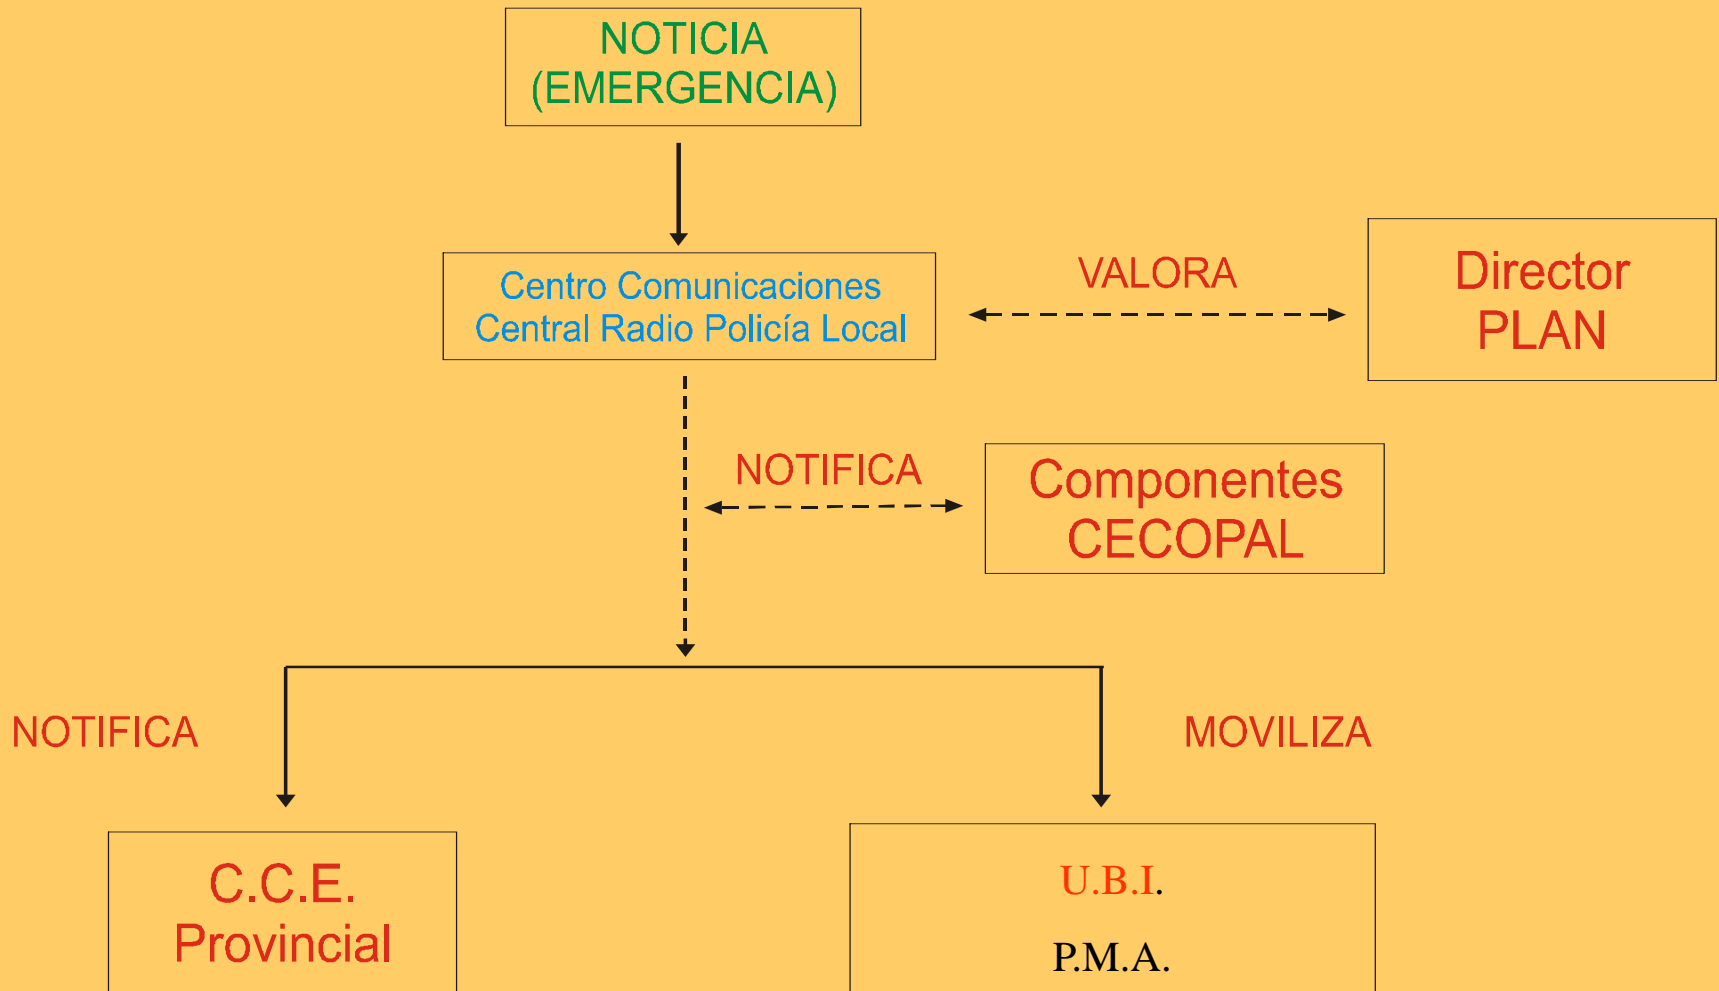 NOTICIA
(EMERGENCIA)
Centro Comunicaciones
Central Radio Policía Local
VALORA
Director
PLAN
NOTIFICA
Componentes
CECOPAL
NOTIFICA
MOVILIZA
C.C.E.
Provincial
U.B.I.
P.M.A.